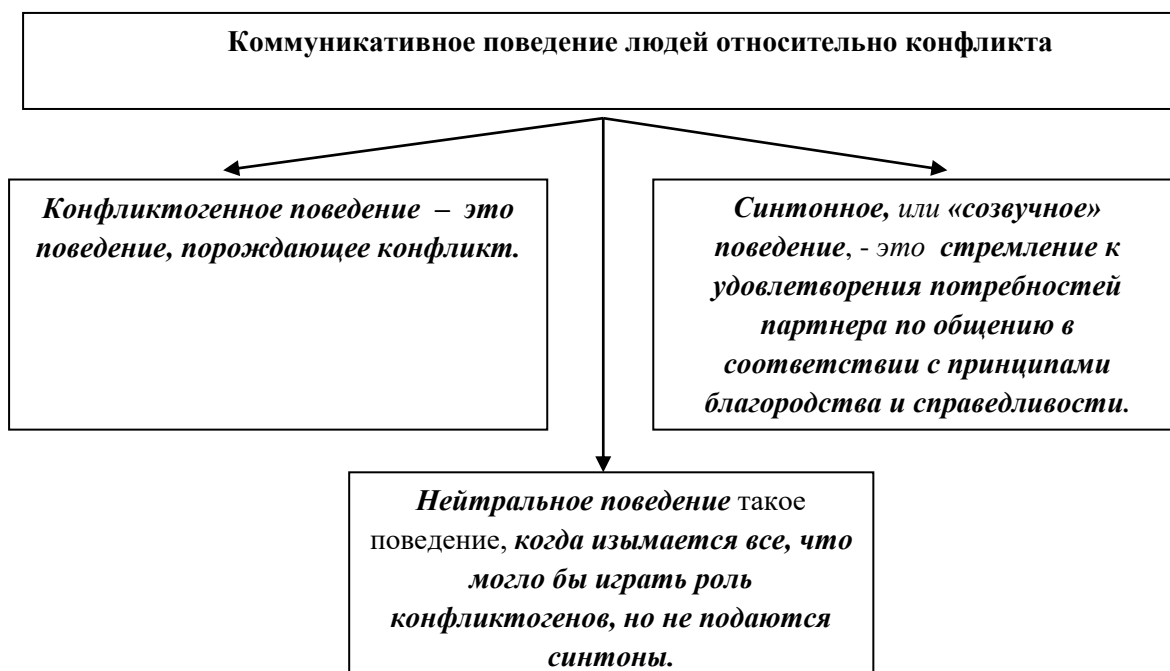 Коммуникативное поведение людей относительно конфликта
Конфликтогенное поведение – это
поведение, порождающее конфликт.
Синтонное, или «созвучное»
поведение, - это стремление к
удовлетворения потребностей
партнера по общению в
соответствии с принципами
благородства и справедливости.
Нейтральное поведение такое
поведение, когда изымается все, что
могло бы играть роль
конфликтогенов, но не подаются
синтоны.